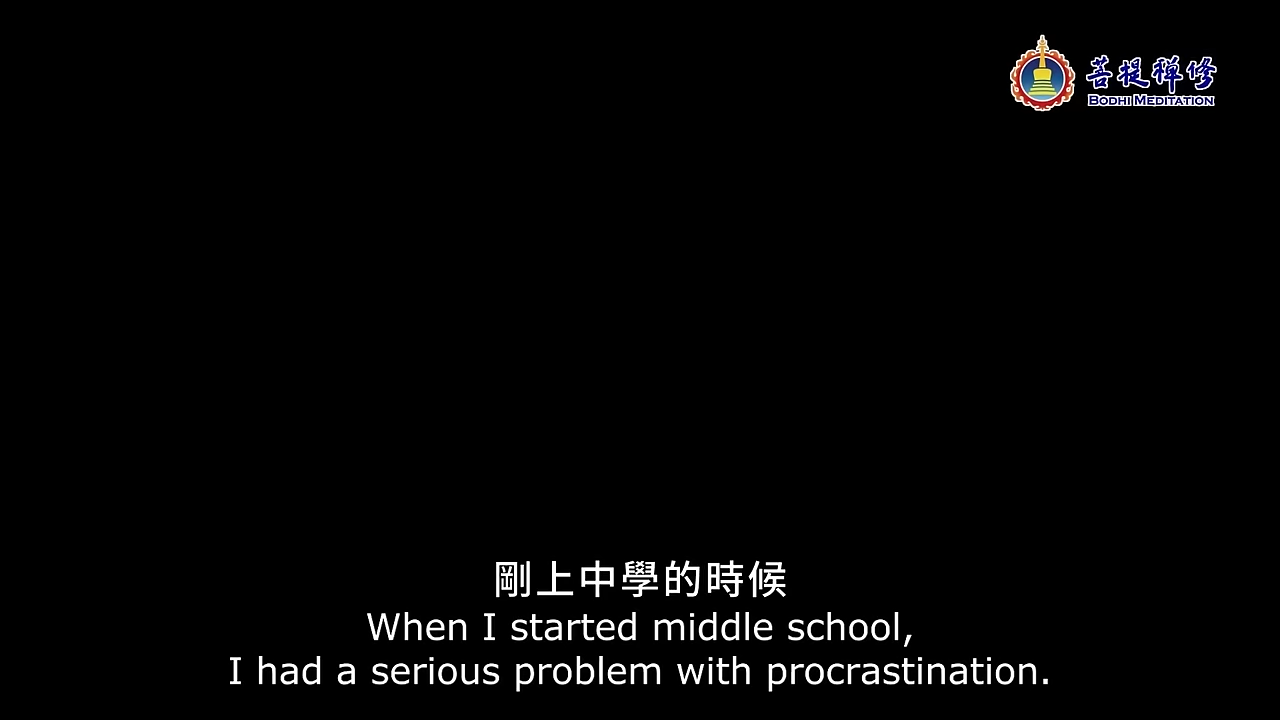 菩提禪修
BODHI MEDITATION
剛上中學的時候
When I started middle school,
I had a serious problem with procrastination.